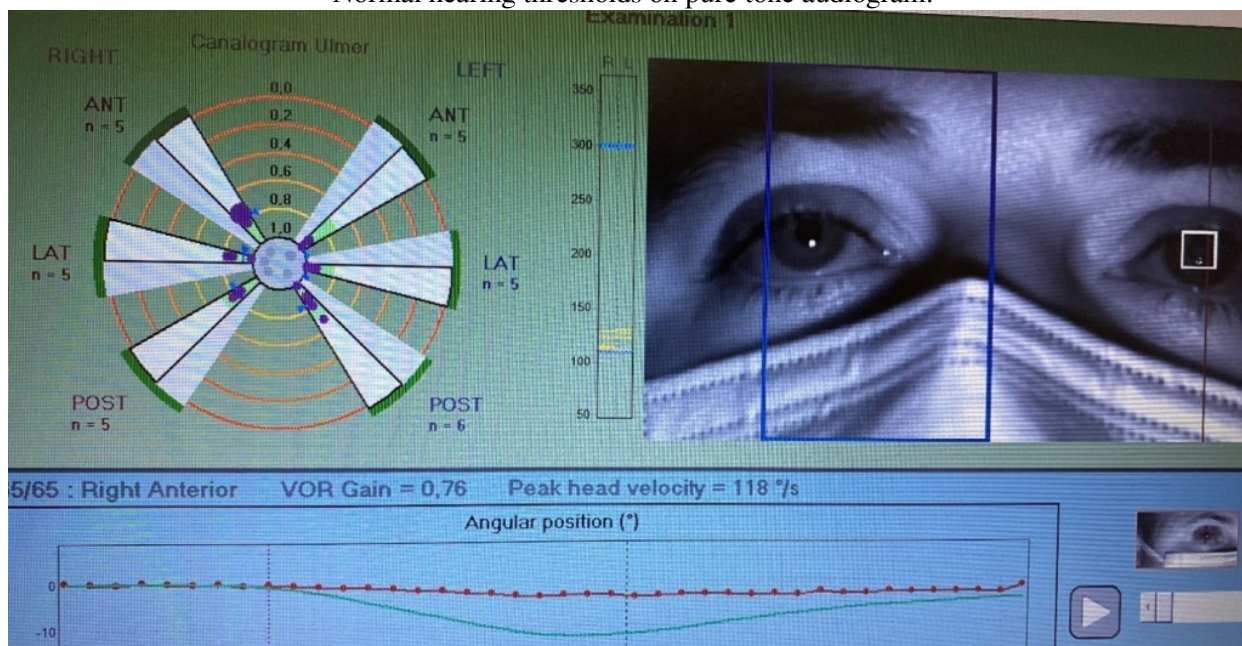 Normal hearing thresholds on pure tone audiogram.
Examination 1
Canalogram Ulmer
RIGHT
LEFT
R L
ANT
n = 5
ANT
n = 5
0,0
0,2
0,4
0,6
0,8
1,0
LAT
n = 5
LAT
n = 5
POST
n = 5
POST
n = 6
350
300
250
200
150
100
50
5/65 : Right Anterior VOR Gain = 0,76 Peak head velocity = 118 °/s
Angular position (°)
0
-10